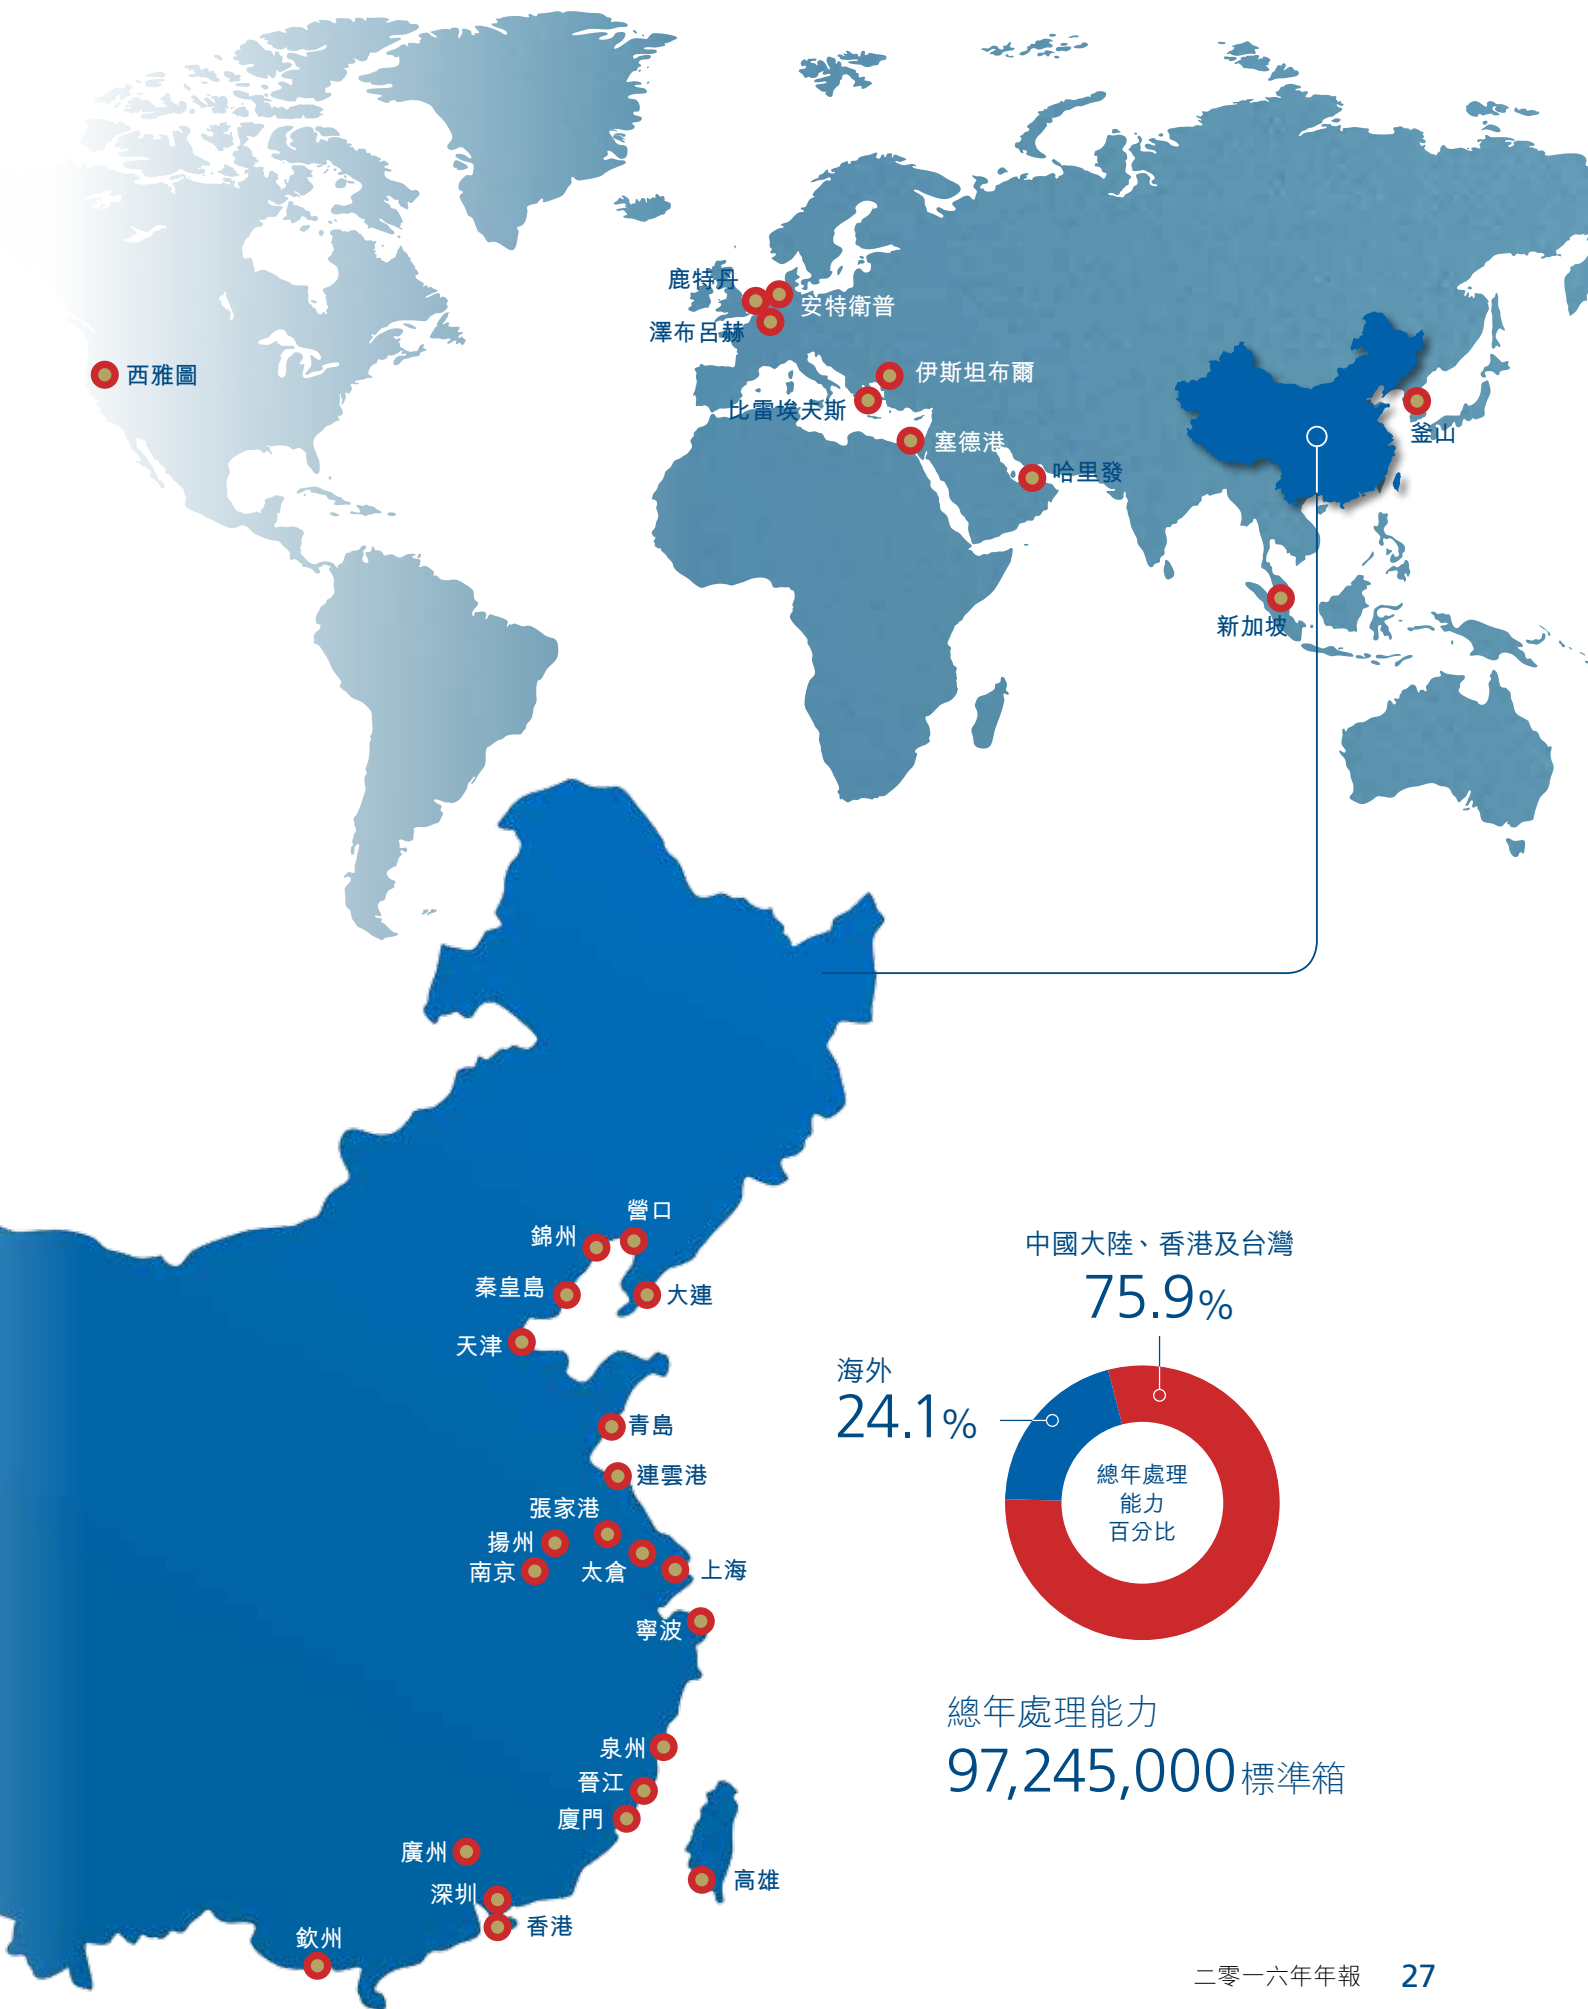 鹿特丹
安特衛普
澤布呂赫
西雅圖
伊斯坦布爾
比雷埃夫斯
塞德港
哈里發
釜山
新加坡
營口
錦州
秦皇島
大連
天津
青島
連雲港
張家港
揚州
南京
太倉
上海
寧波
泉州
晉江
廈門
廣州
高雄
深圳
香港
欽州
中國大陸、香港及台灣
75.9%
海外
24.1%
總年處理
能力
百分比
總年處理能力
97,245,000標準箱
二零一六年年報 27